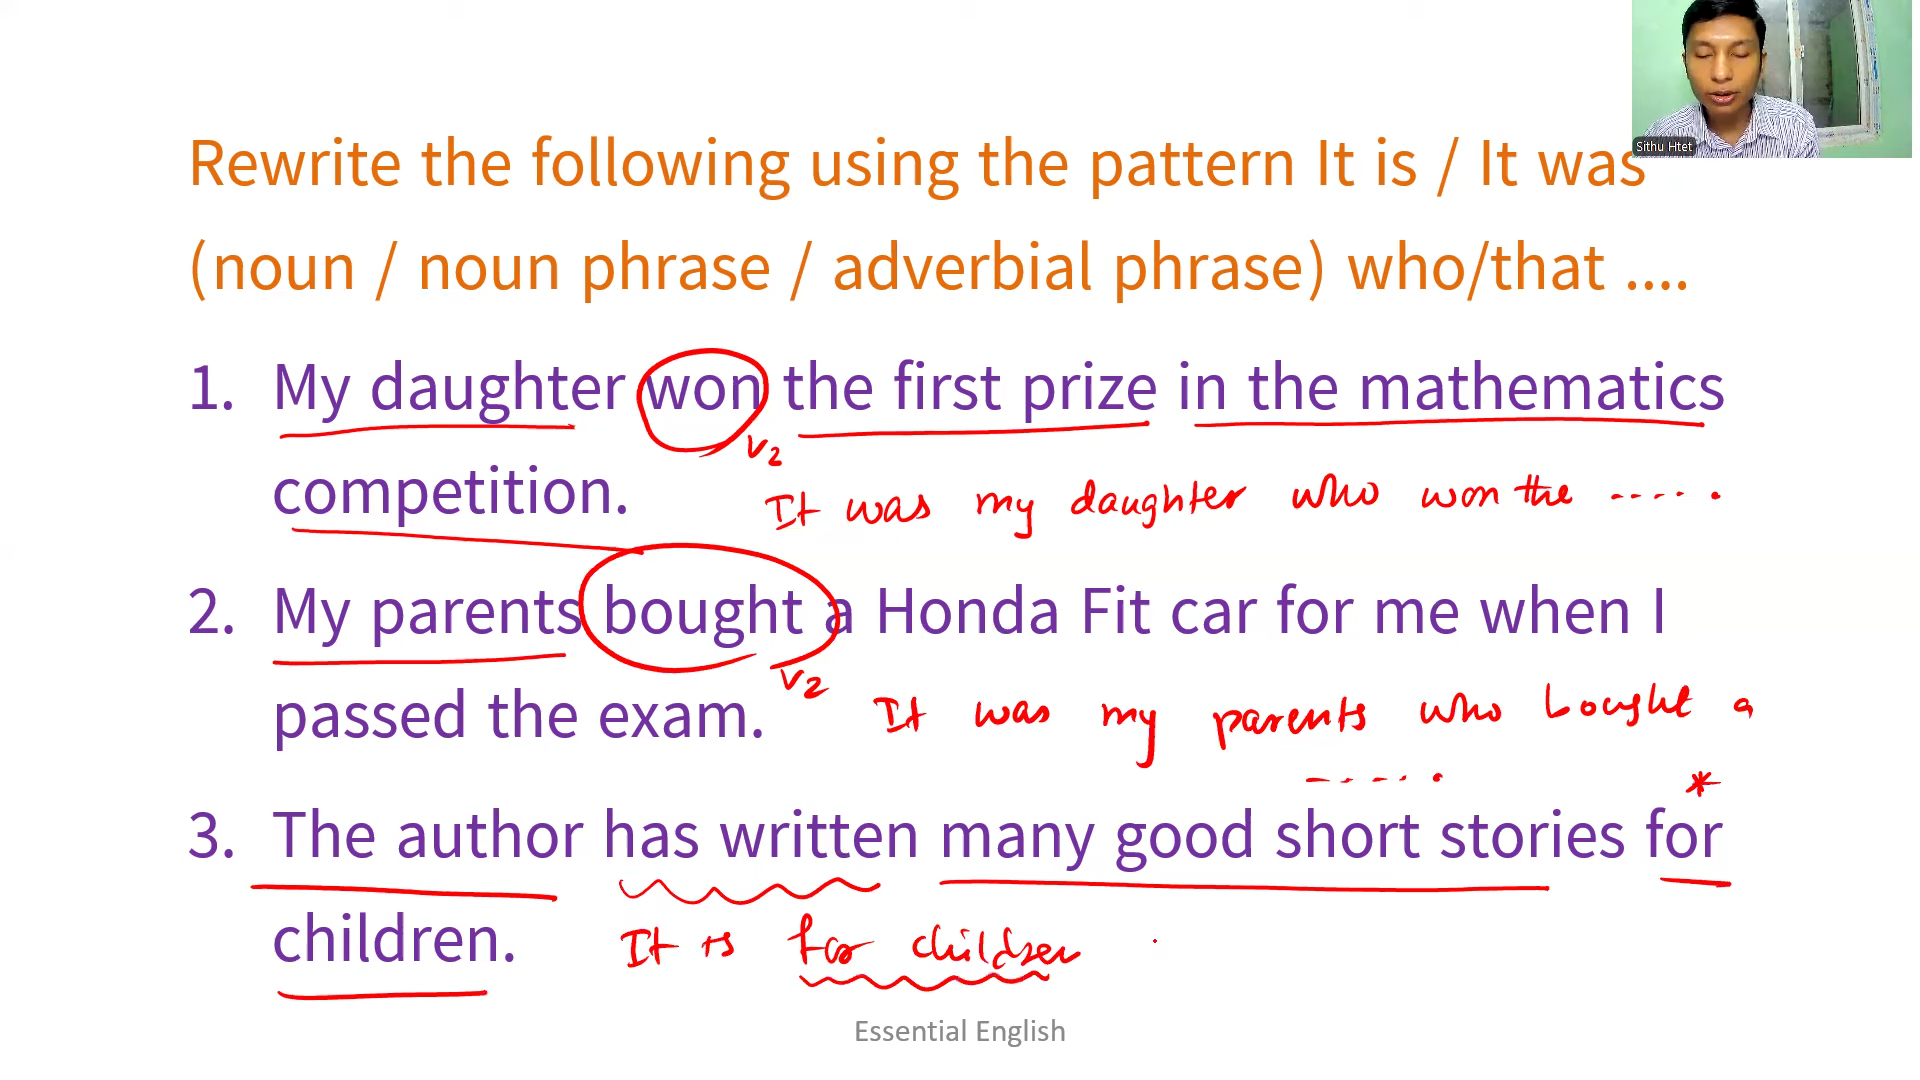 Sithu Htet
Rewrite the following using the pattern It is / It was
(noun / noun phrase / adverbial phrase) who/that ....
1. My daughter won the first prize in the mathematics
V2
competition.
It was my daughter who won the ......
2. My parents bought a Honda Fit car for me when I
V2
passed the exam.
It was my parents who bought a
.....
*
3. The author has written many good short stories for
children.
It is for children
Essential English